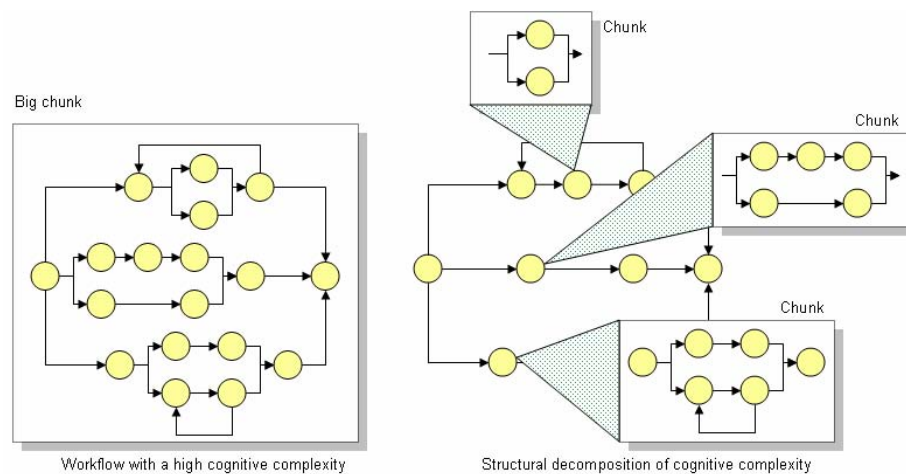 Chunk
Big chunk
Chunk
Chunk
Workflow with a high cognitive complexity
Structural decomposition of cognitive complexity